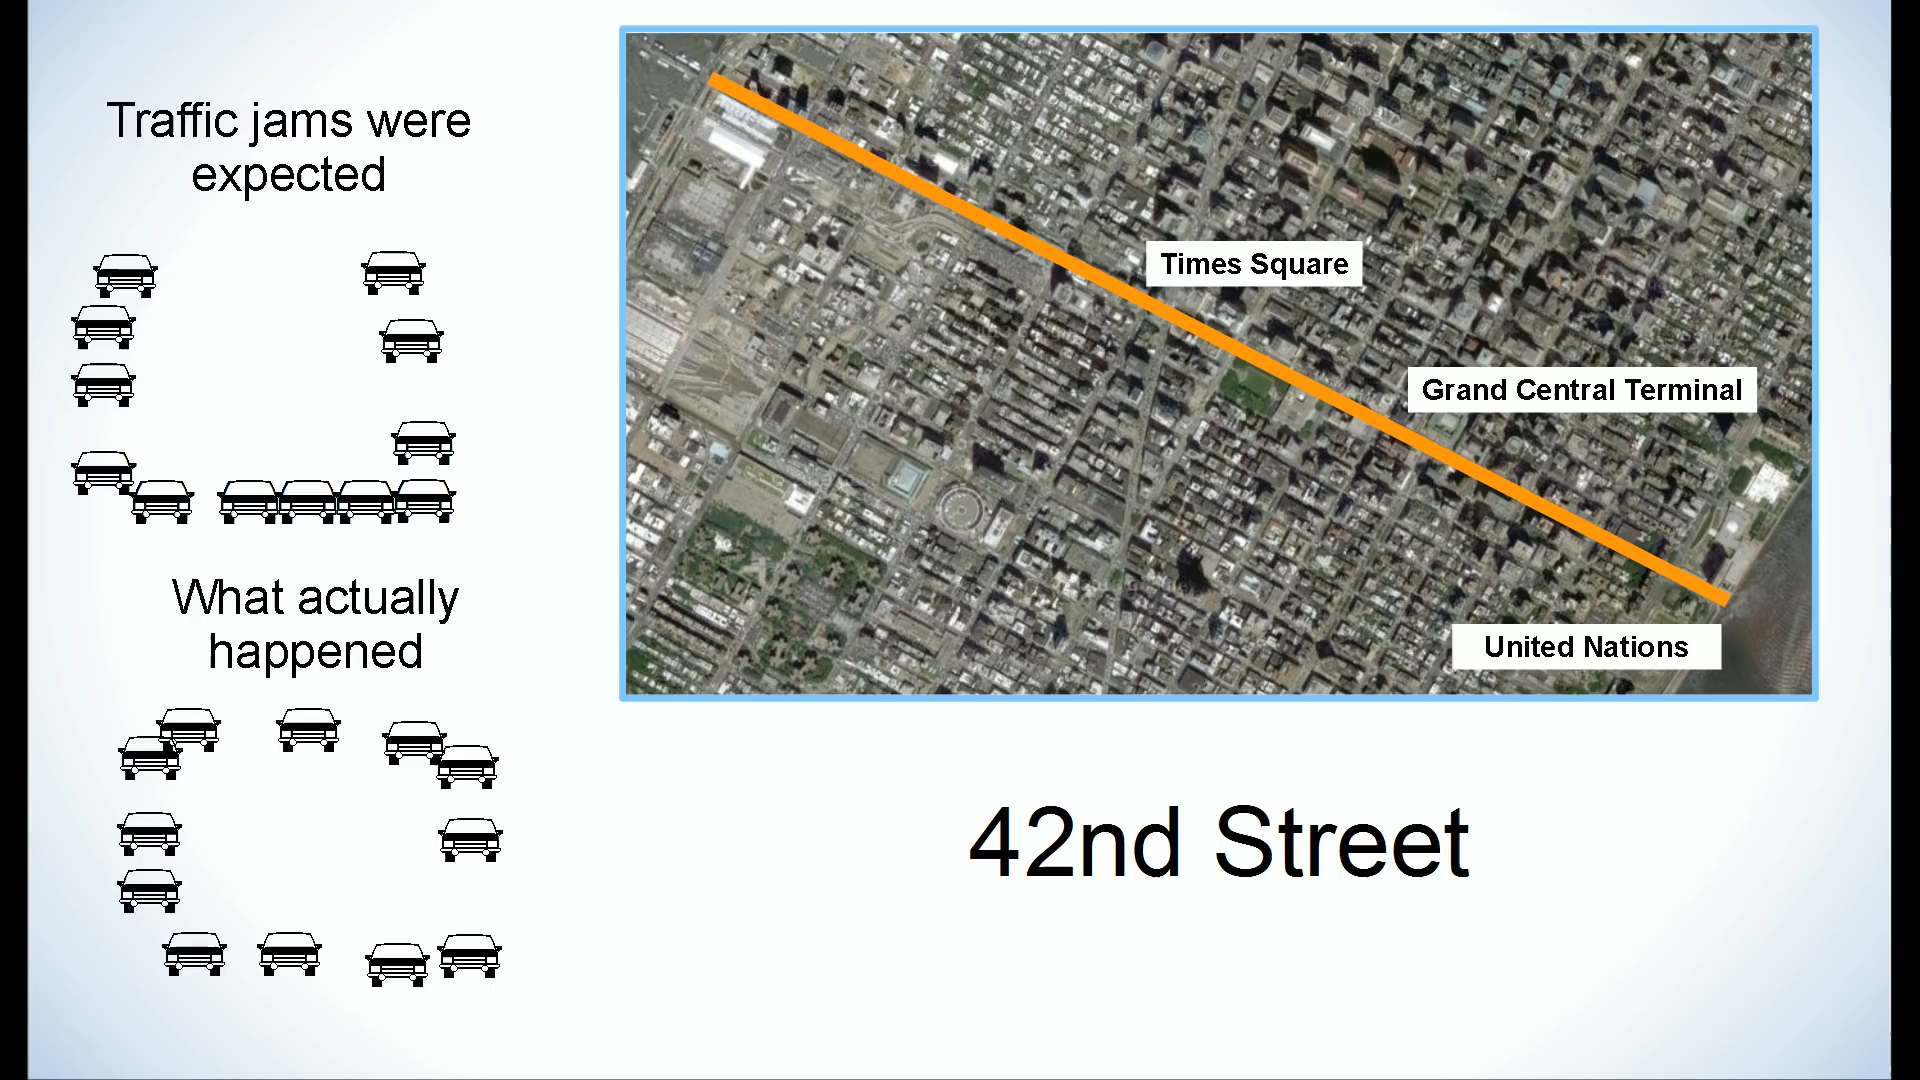 Traffic jams were
expected
What actually
happened
Times Square
Grand Central Terminal
United Nations
42nd Street